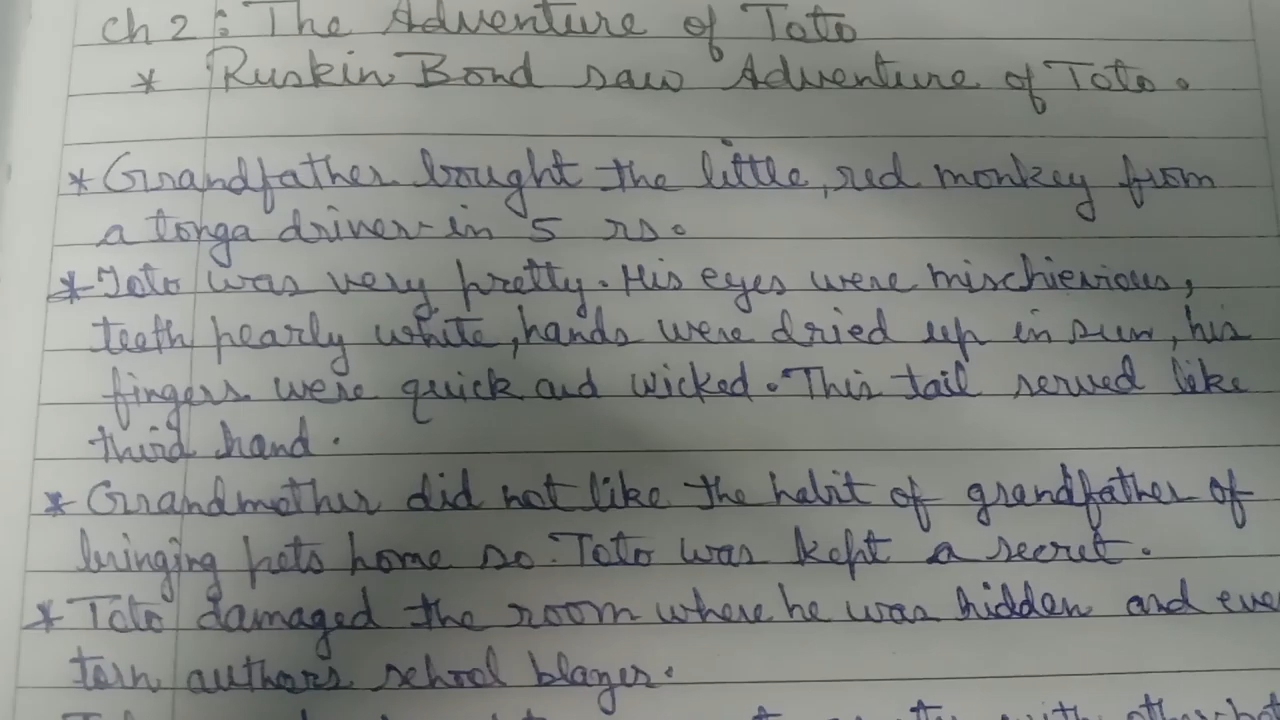 Ch 2 : The Adventure of Toto
* Ruskin Bond saw Adventure of Toto.
* Grandfather bought the little, red monkey from
a tonga driver in 5 rs.
* Toto was very pretty. His eyes were mischievious,
teeth pearly white, hands were dried up in sun, his
fingers were quick and wicked. This tail served like
third hand.
* Grandmother did not like the habit of grandfather of
bringing pets home so Toto was kept a secret.
* Toto damaged the room where he was hidden and eve
torn authors school blazer.